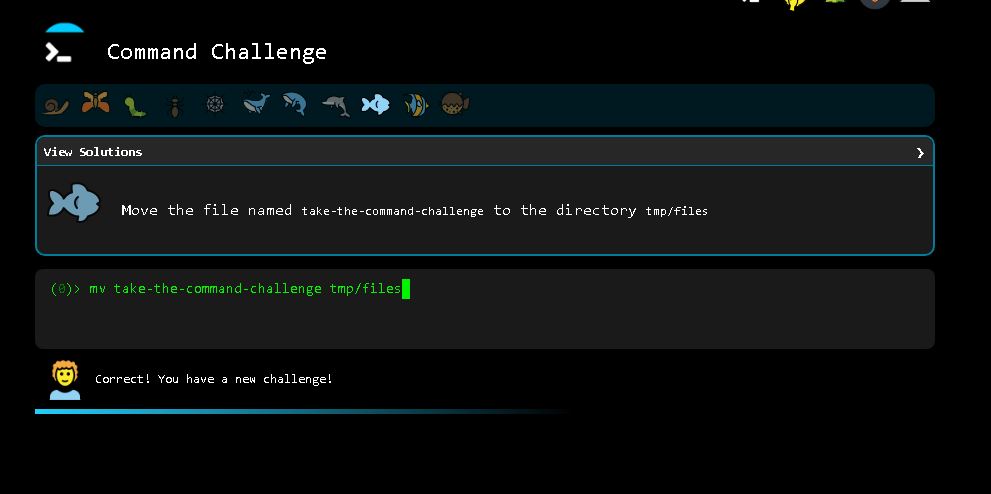 Command Challenge
View Solutions ❯
Move the file named take-the-command-challenge to the directory tmp/files
(0)> mv take-the-command-challenge tmp/files
Correct! You have a new challenge!